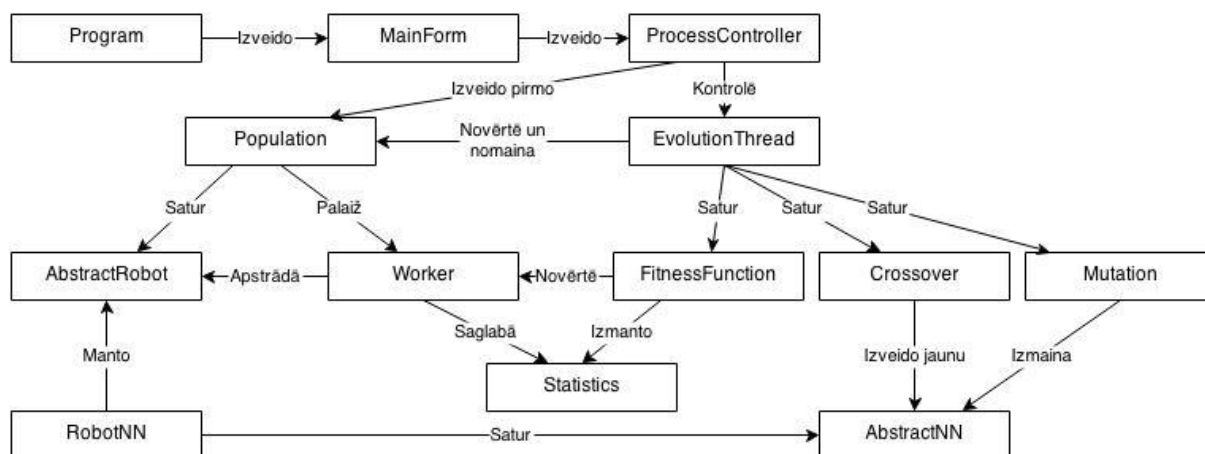 Program
Izveido
MainForm
Izveido
ProcessController
Izveido pirmo
Kontrolē
Population
Novērtē un
nomaina
EvolutionThread
Satur
Palaiž
Satur
Satur
Satur
AbstractRobot
Apstrādā
Worker
Novērtē
FitnessFunction
Crossover
Mutation
Saglabā
Izmanto
Manto
Izveido jaunu
Izmaina
Statistics
RobotNN
Satur
AbstractNN